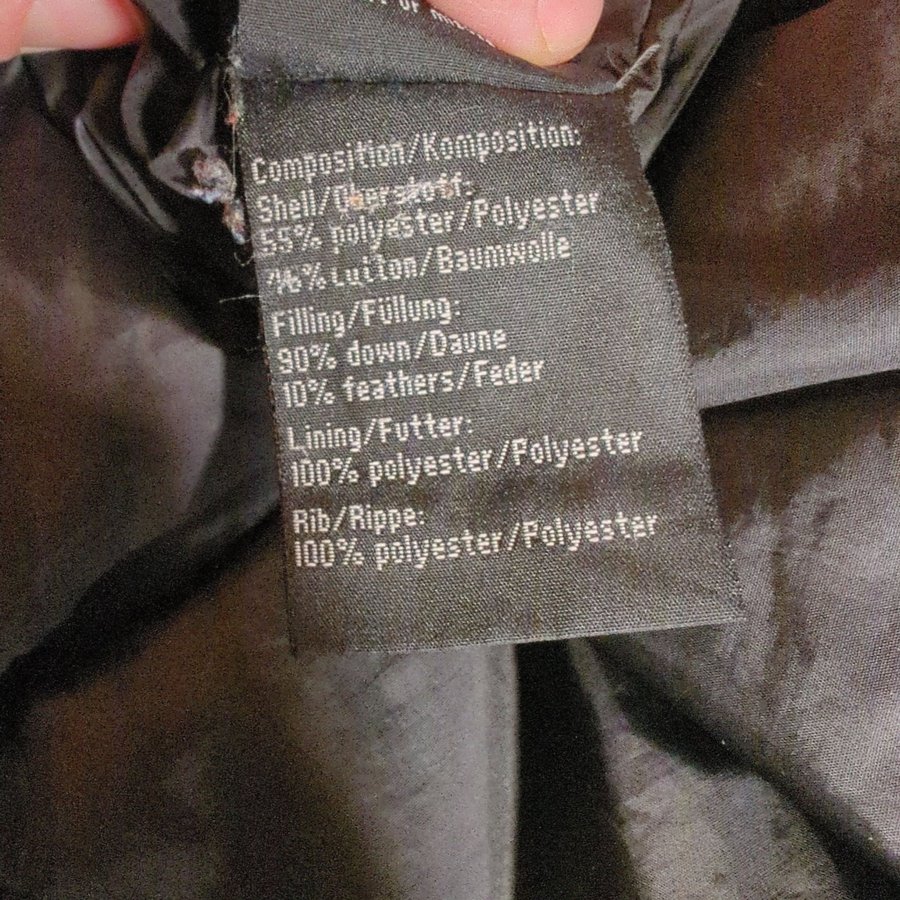 Composition/Komposition:
Shell/Oberstoff:
55% polyester/Polyester
cotton/Baumwolle
Filling/Füllung:
90% down/Daune
10% feathers/Feder
Lining/Futter:
100% polyester/Polyester
Rib/Rippe:
100% polyester/Polyester